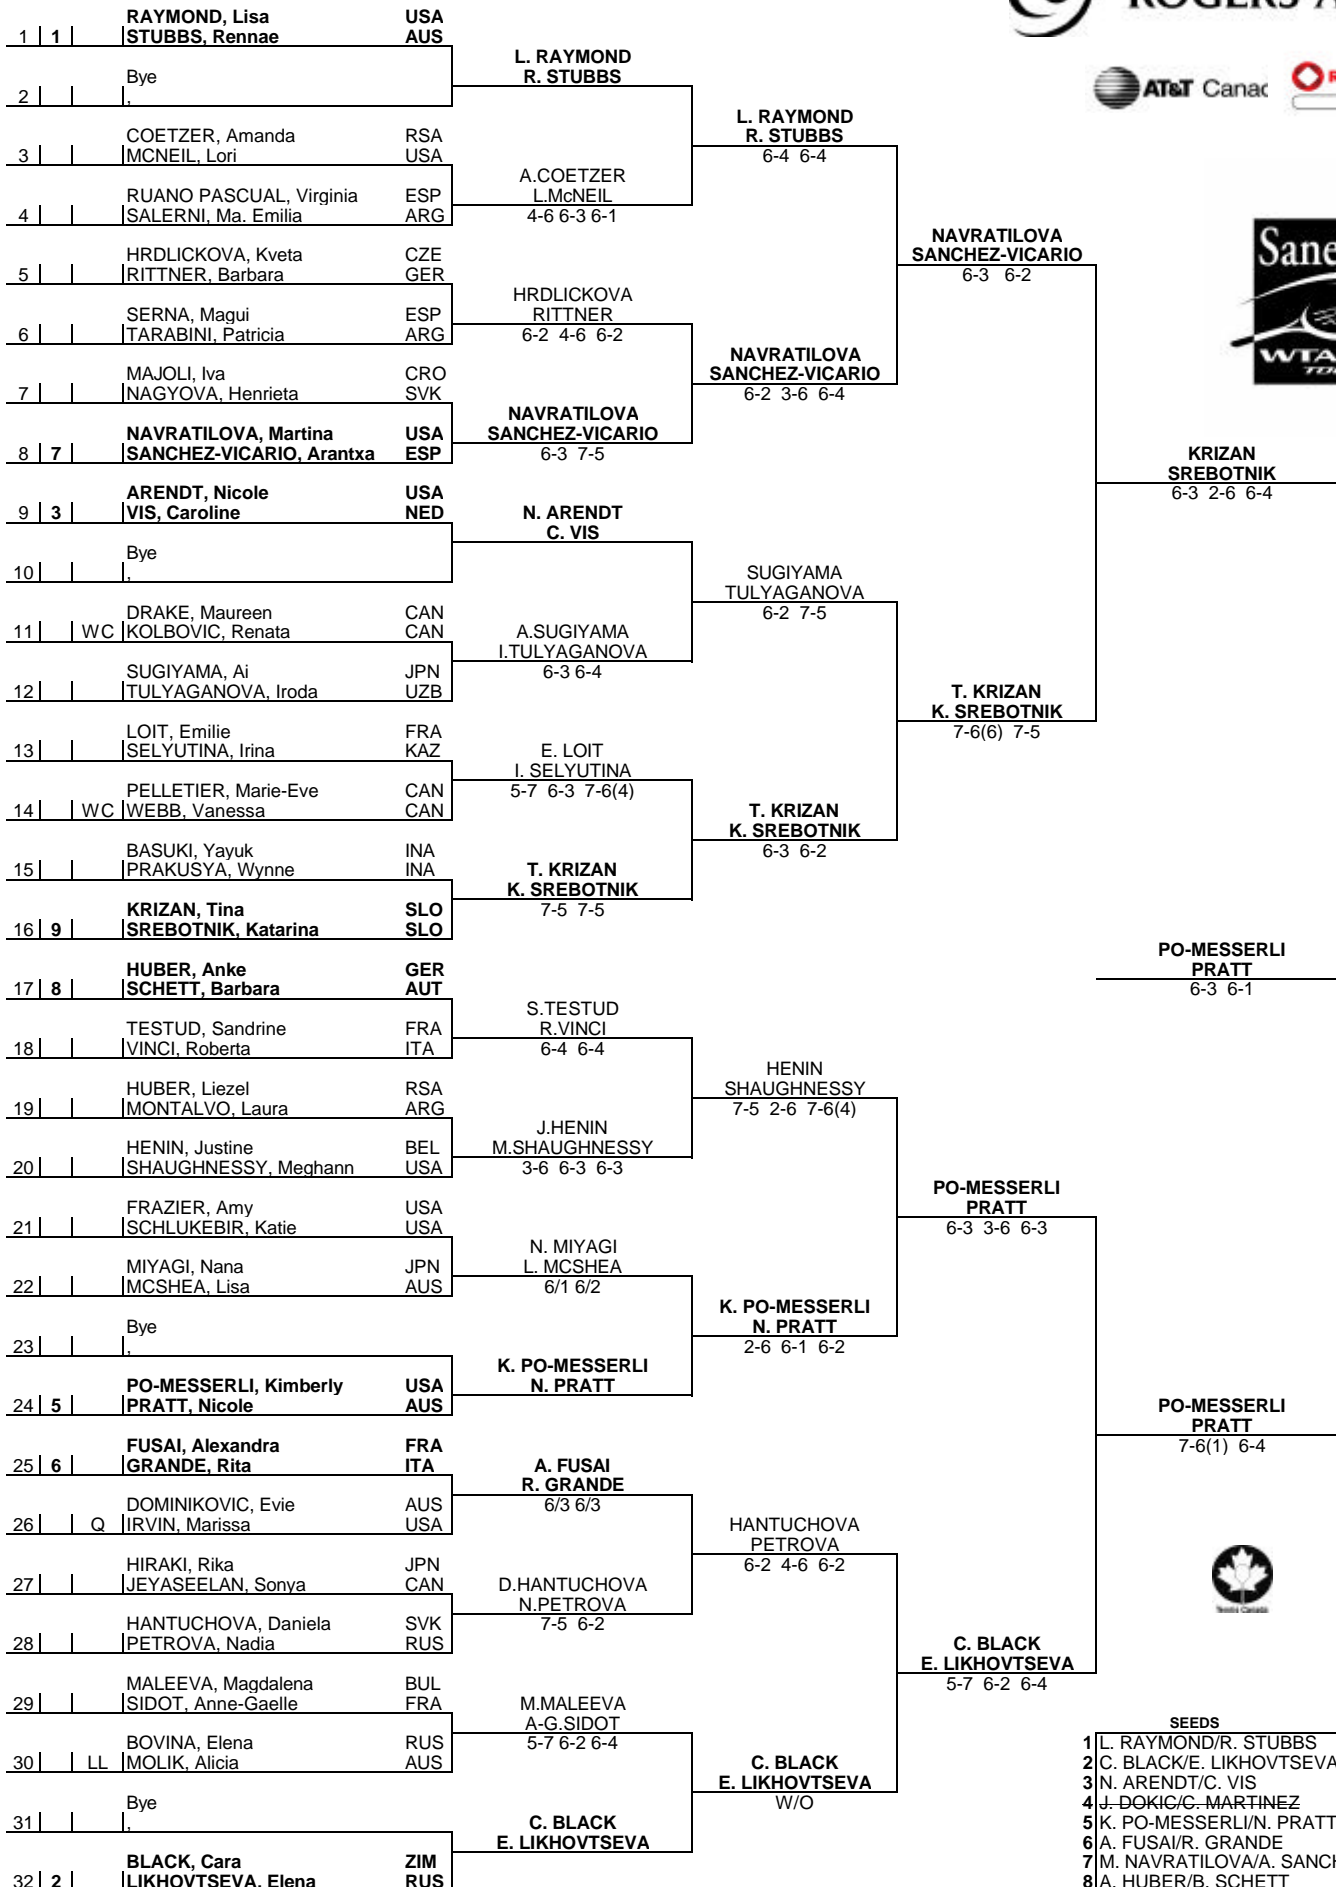 ROGERS A
AT&T Canac
RAYMOND, Lisa USA
1 1 STUBBS, Rennae AUS
Bye
2 ,
COETZER, Amanda RSA
3 MCNEIL, Lori USA
RUANO PASCUAL, Virginia ESP
4 SALERNI, Ma. Emilia ARG
HRDLICKOVA, Kveta CZE
5 RITTNER, Barbara GER
SERNA, Magui ESP
6 TARABINI, Patricia ARG
MAJOLI, Iva CRO
7 NAGYOVA, Henrieta SVK
NAVRATILOVA, Martina USA
8 7 SANCHEZ-VICARIO, Arantxa ESP
ARENDT, Nicole USA
9 3 VIS, Caroline NED
Bye
10 ,
DRAKE, Maureen CAN
11 WC KOLBOVIC, Renata CAN
SUGIYAMA, Ai JPN
12 TULYAGANOVA, Iroda UZB
LOIT, Emilie FRA
13 SELYUTINA, Irina KAZ
PELLETIER, Marie-Eve CAN
14 WC WEBB, Vanessa CAN
BASUKI, Yayuk INA
15 PRAKUSYA, Wynne INA
KRIZAN, Tina SLO
16 9 SREBOTNIK, Katarina SLO
HUBER, Anke GER
17 8 SCHETT, Barbara AUT
TESTUD, Sandrine FRA
18 VINCI, Roberta ITA
HUBER, Liezel RSA
19 MONTALVO, Laura ARG
HENIN, Justine BEL
20 SHAUGHNESSY, Meghann USA
FRAZIER, Amy USA
21 SCHLUKEBIR, Katie USA
MIYAGI, Nana JPN
22 MCSHEA, Lisa AUS
Bye
23 ,
PO-MESSERLI, Kimberly USA
24 5 PRATT, Nicole AUS
FUSAI, Alexandra FRA
25 6 GRANDE, Rita ITA
DOMINIKOVIC, Evie AUS
26 Q IRVIN, Marissa USA
HIRAKI, Rika JPN
27 JEYASEELAN, Sonya CAN
HANTUCHOVA, Daniela SVK
28 PETROVA, Nadia RUS
MALEEVA, Magdalena BUL
29 SIDOT, Anne-Gaelle FRA
BOVINA, Elena RUS
30 LL MOLIK, Alicia AUS
Bye
31 ,
BLACK, Cara ZIM
32 2 LIKHOVTSEVA, Elena RUS
L. RAYMOND
R. STUBBS
A.COETZER
L.McNEIL
4-6 6-3 6-1
HRDLICKOVA
RITTNER
6-2 4-6 6-2
NAVRATILOVA
SANCHEZ-VICARIO
6-3 7-5
N. ARENDT
C. VIS
A.SUGIYAMA
I.TULYAGANOVA
6-3 6-4
E. LOIT
I. SELYUTINA
5-7 6-3 7-6(4)
T. KRIZAN
K. SREBOTNIK
7-5 7-5
S.TESTUD
R.VINCI
6-4 6-4
J.HENIN
M.SHAUGHNESSY
3-6 6-3 6-3
N. MIYAGI
L. MCSHEA
6/1 6/2
K. PO-MESSERLI
N. PRATT
A. FUSAI
R. GRANDE
6/3 6/3
D.HANTUCHOVA
N.PETROVA
7-5 6-2
M.MALEEVA
A-G.SIDOT
5-7 6-2 6-4
C. BLACK
E. LIKHOVTSEVA
L. RAYMOND
R. STUBBS
6-4 6-4
NAVRATILOVA
SANCHEZ-VICARIO
6-2 3-6 6-4
SUGIYAMA
TULYAGANOVA
6-2 7-5
T. KRIZAN
K. SREBOTNIK
6-3 6-2
HENIN
SHAUGHNESSY
7-5 2-6 7-6(4)
K. PO-MESSERLI
N. PRATT
2-6 6-1 6-2
HANTUCHOVA
PETROVA
6-2 4-6 6-2
C. BLACK
E. LIKHOVTSEVA
W/O
NAVRATILOVA
SANCHEZ-VICARIO
6-3 6-2
T. KRIZAN
K. SREBOTNIK
7-6(6) 7-5
PO-MESSERLI
PRATT
6-3 3-6 6-3
C. BLACK
E. LIKHOVTSEVA
5-7 6-2 6-4
Sane
WTA
TOU
KRIZAN
SREBOTNIK
6-3 2-6 6-4
PO-MESSERLI
PRATT
6-3 6-1
PO-MESSERLI
PRATT
7-6(1) 6-4
Tennis Canada
SEEDS
1 L. RAYMOND/R. STUBBS
2 C. BLACK/E. LIKHOVTSEVA
3 N. ARENDT/C. VIS
4 J. DOKIC/C. MARTINEZ
5 K. PO-MESSERLI/N. PRATT
6 A. FUSAI/R. GRANDE
7 M. NAVRATILOVA/A. SANCH
8 A. HUBER/B. SCHETT